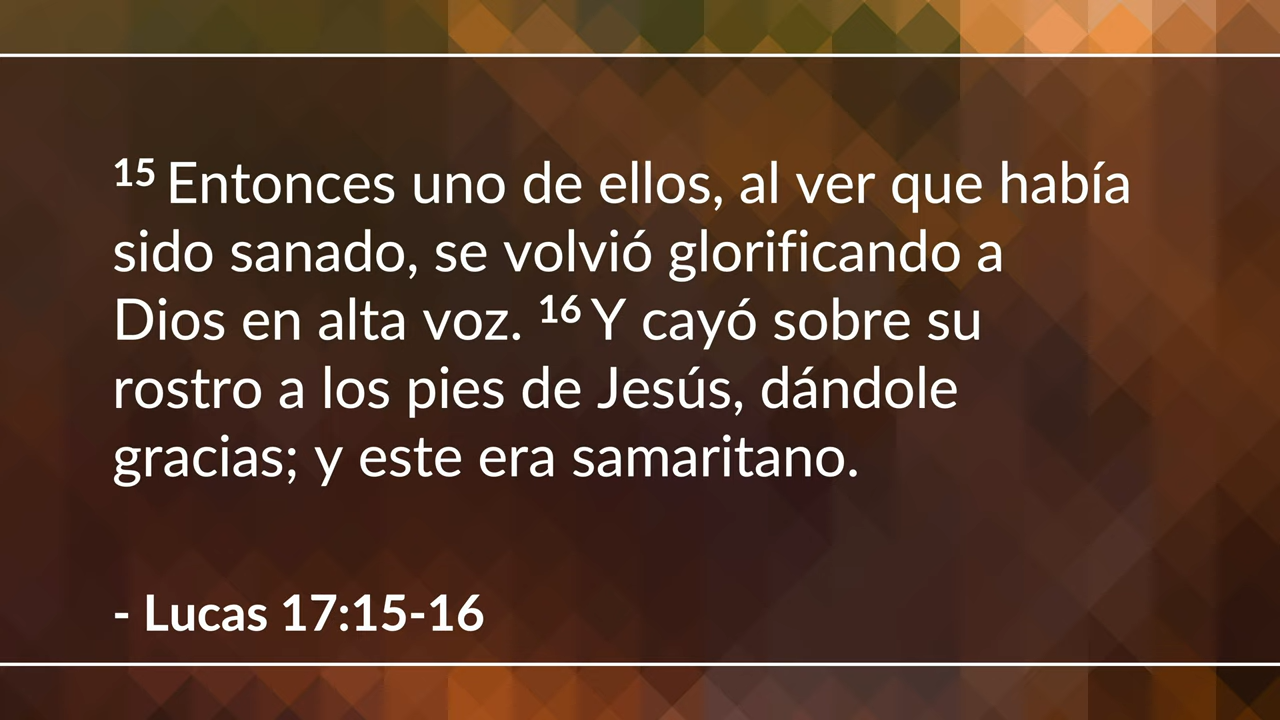 15 Entonces uno de ellos, al ver que había
sido sanado, se volvió glorificando a
Dios en alta voz. 16 Y cayó sobre su
rostro a los pies de Jesús, dándole
gracias; y este era samaritano.
- Lucas 17:15-16